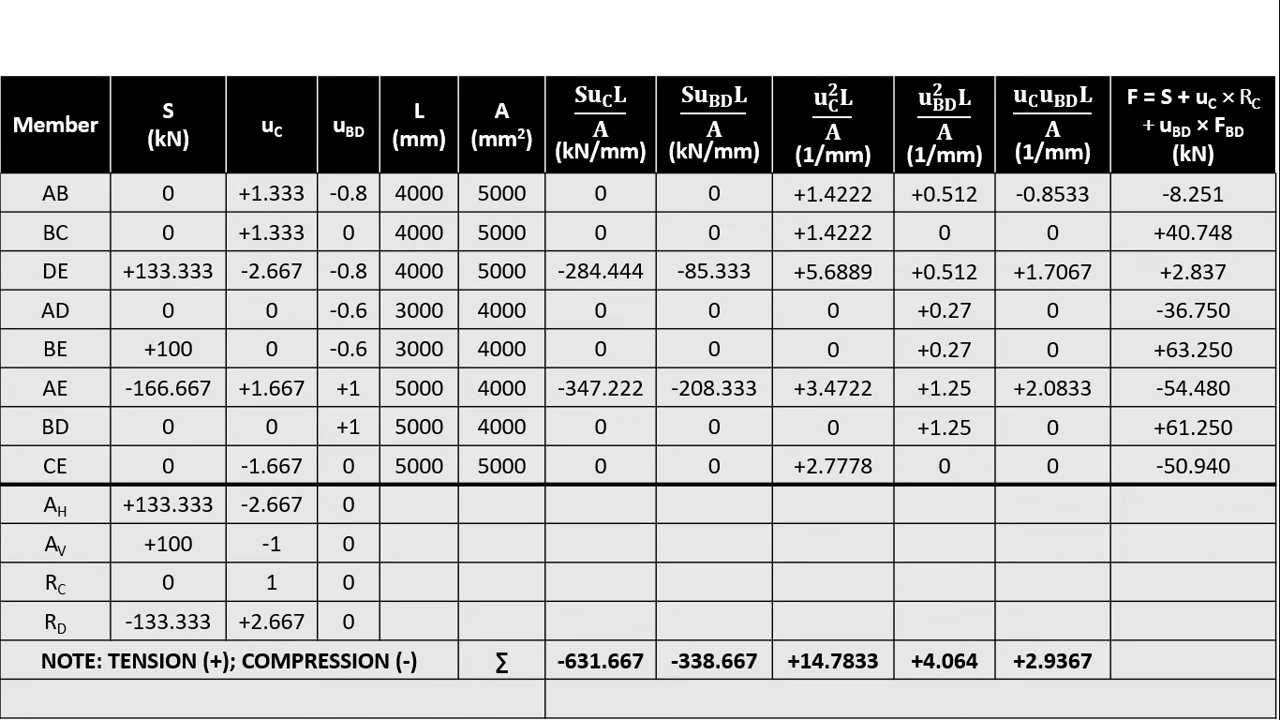 Member | S (kN) | uC | uBD | L (mm) | A (mm²) | SuCL/A (kN/mm) | SuBDL/A (kN/mm) | u²CL/A (1/mm) | u²BDL/A (1/mm) | uCuBDL/A (1/mm) | F = S + uC × RC + uBD × FBD (kN)
AB | 0 | +1.333 | -0.8 | 4000 | 5000 | 0 | 0 | +1.4222 | +0.512 | -0.8533 | -8.251
BC | 0 | +1.333 | 0 | 4000 | 5000 | 0 | 0 | +1.4222 | 0 | 0 | +40.748
DE | +133.333 | -2.667 | -0.8 | 4000 | 5000 | -284.444 | -85.333 | +5.6889 | +0.512 | +1.7067 | +2.837
AD | 0 | 0 | -0.6 | 3000 | 4000 | 0 | 0 | 0 | +0.27 | 0 | -36.750
BE | +100 | 0 | -0.6 | 3000 | 4000 | 0 | 0 | 0 | +0.27 | 0 | +63.250
AE | -166.667 | +1.667 | +1 | 5000 | 4000 | -347.222 | -208.333 | +3.4722 | +1.25 | +2.0833 | -54.480
BD | 0 | 0 | +1 | 5000 | 4000 | 0 | 0 | 0 | +1.25 | 0 | +61.250
CE | 0 | -1.667 | 0 | 5000 | 5000 | 0 | 0 | +2.7778 | 0 | 0 | -50.940
AH | +133.333 | -2.667 | 0
AV | +100 | -1 | 0
RC | 0 | 1 | 0
RD | -133.333 | +2.667 | 0
NOTE: TENSION (+); COMPRESSION (-) | ∑ | -631.667 | -338.667 | +14.7833 | +4.064 | +2.9367